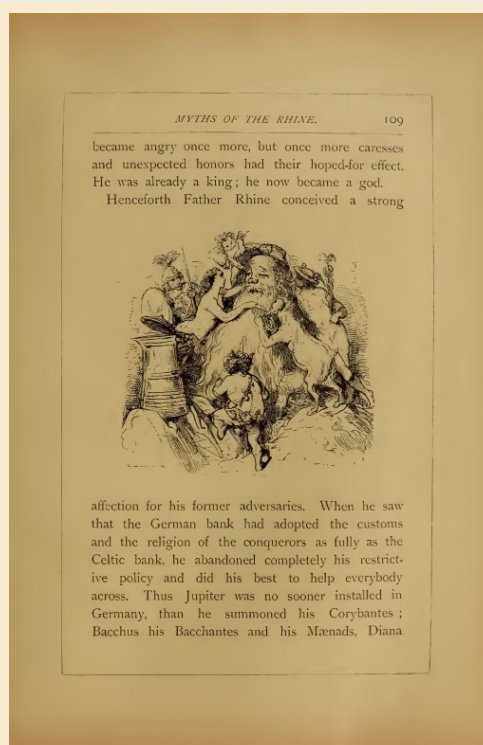 MYTHS OF THE RHINE. 109
became angry once more, but once more caresses
and unexpected honors had their hoped-for effect.
He was already a king; he now became a god.
Henceforth Father Rhine conceived a strong
affection for his former adversaries. When he saw
that the German bank had adopted the customs
and the religion of the conquerors as fully as the
Celtic bank, he abandoned completely his restrict-
ive policy and did his best to help everybody
across. Thus Jupiter was no sooner installed in
Germany, than he summoned his Corybantes;
Bacchus his Bacchantes and his Mænads, Diana